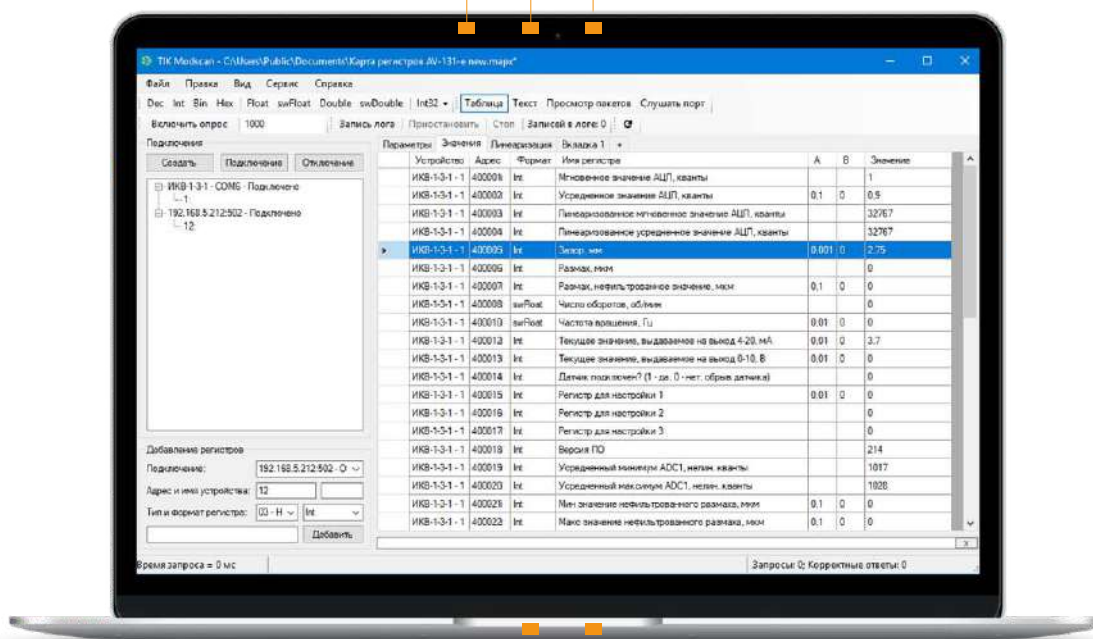 TIK Modscan - C:\Users\Public\Documents\Карта регистров AV-131-e new.mapx*
Файл Правка Вид Сервис Справка
Dec Int Bin Hex Float swFloat Double swDouble Int32 Таблица Текст Просмотр пакетов Слушать порт
Включить опрос 1000 Запись лога Приостановить Стоп Записей в логе: 0
Подключения
Создать Подключение Отключение
ИКВ-1-3-1 - COM6 - Подключено
1
192.168.5.212:502 - Подключено
12
Добавление регистров
Подключение: 192.168.5.212:502 - О
Адрес и имя устройства: 12
Тип и формат регистра: 03 - H Int
Добавить
Параметры Значения Линеаризация Вкладка 1 +
Устройство Адрес Формат Имя регистра A B Значение
ИКВ-1-3-1 - 1 400001 Int Мгновенное значение АЦП, кванты 1
ИКВ-1-3-1 - 1 400002 Int Усредненное значение АЦП, кванты 0,1 0 0,9
ИКВ-1-3-1 - 1 400003 Int Линеаризованное мгновенное значение АЦП, кванты 32767
ИКВ-1-3-1 - 1 400004 Int Линеаризованное усредненное значение АЦП, кванты 32767
ИКВ-1-3-1 - 1 400005 Int Зазор, мм 0.001 0 2.75
ИКВ-1-3-1 - 1 400006 Int Размах, мкм 0
ИКВ-1-3-1 - 1 400007 Int Размах, нефильтрованное значение, мкм 0,1 0 0
ИКВ-1-3-1 - 1 400008 swFloat Число оборотов, об/мин 0
ИКВ-1-3-1 - 1 400010 swFloat Частота вращения, Гц 0.01 0 0
ИКВ-1-3-1 - 1 400012 Int Текущее значение, выдаваемое на выход 4-20, мА 0.01 0 3.7
ИКВ-1-3-1 - 1 400013 Int Текущее значение, выдаваемое на выход 0-10, В 0.01 0 0
ИКВ-1-3-1 - 1 400014 Int Датчик подключен? (1 - да, 0 - нет, обрыв датчика) 0
ИКВ-1-3-1 - 1 400015 Int Регистр для настройки 1 0.01 0 0
ИКВ-1-3-1 - 1 400016 Int Регистр для настройки 2 0
ИКВ-1-3-1 - 1 400017 Int Регистр для настройки 3 0
ИКВ-1-3-1 - 1 400018 Int Версия ПО 214
ИКВ-1-3-1 - 1 400019 Int Усредненный минимум ADC1, нелин. кванты 1017
ИКВ-1-3-1 - 1 400020 Int Усредненный максимум ADC1, нелин. кванты 1028
ИКВ-1-3-1 - 1 400021 Int Мин значение нефильтрованного размаха, мкм 0,1 0 0
ИКВ-1-3-1 - 1 400022 Int Макс значение нефильтрованного размаха, мкм 0,1 0 0
Время запроса = 0 мс Запросы: 0; Корректные ответы: 0